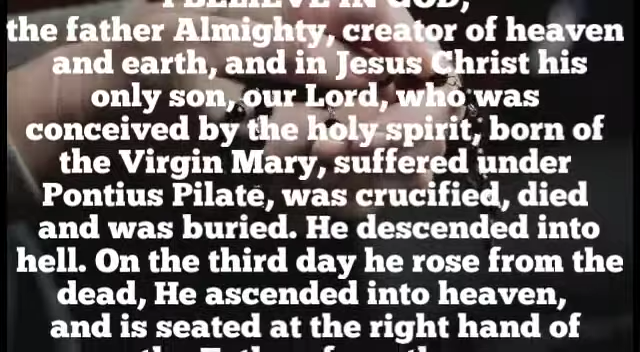 I BELIEVE IN GOD,
the father Almighty, creator of heaven
and earth, and in Jesus Christ his
only son, our Lord, who was
conceived by the holy spirit, born of
the Virgin Mary, suffered under
Pontius Pilate, was crucified, died
and was buried. He descended into
hell. On the third day he rose from the
dead, He ascended into heaven,
and is seated at the right hand of